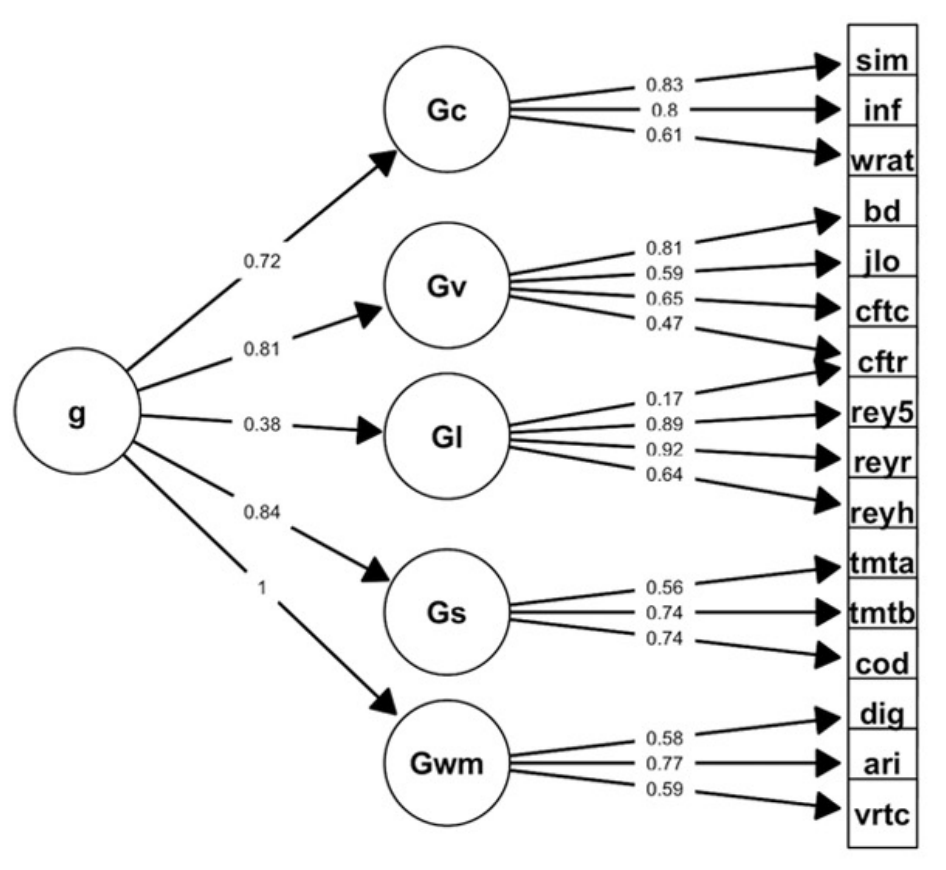 g
0.72
0.81
0.38
0.84
1
Gc
0.83
0.8
0.61
Gv
0.81
0.59
0.65
0.47
Gl
0.17
0.89
0.92
0.64
Gs
0.56
0.74
0.74
Gwm
0.58
0.77
0.59
sim
inf
wrat
bd
jlo
cftc
cftr
rey5
reyr
reyh
tmta
tmtb
cod
dig
ari
vrtc